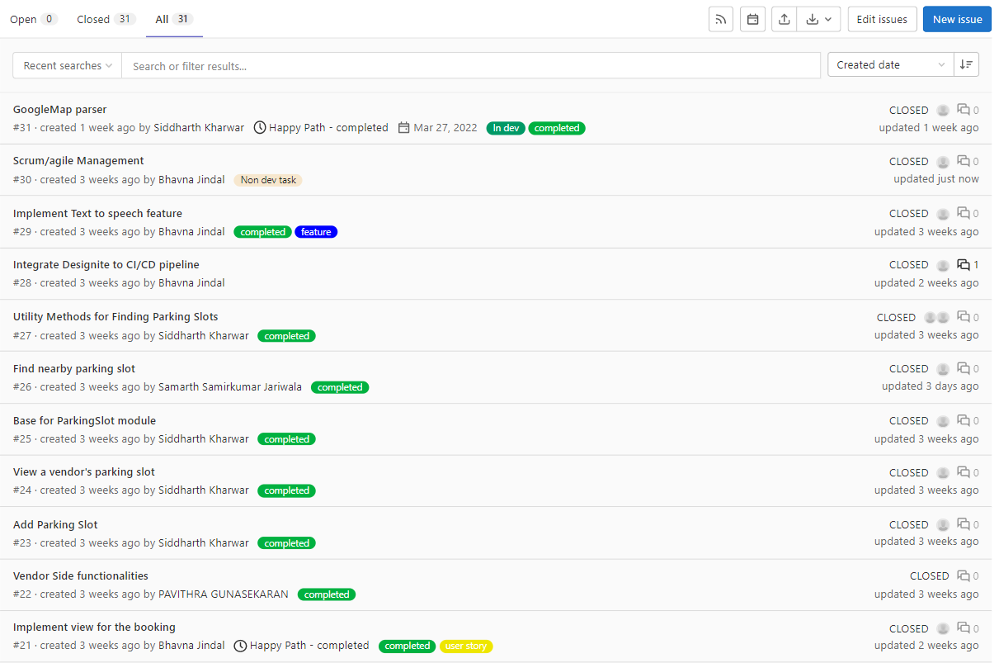 Open 0 Closed 31 All 31 Edit issues New issue
Recent searches Search or filter results... Created date
GoogleMap parser CLOSED 0
#31 · created 1 week ago by Siddharth Kharwar Happy Path - completed Mar 27, 2022 In dev completed updated 1 week ago
Scrum/agile Management CLOSED 0
#30 · created 3 weeks ago by Bhavna Jindal Non dev task updated just now
Implement Text to speech feature CLOSED 0
#29 · created 3 weeks ago by Bhavna Jindal completed feature updated 3 weeks ago
Integrate Designite to CI/CD pipeline CLOSED 1
#28 · created 3 weeks ago by Bhavna Jindal updated 2 weeks ago
Utility Methods for Finding Parking Slots CLOSED 0
#27 · created 3 weeks ago by Siddharth Kharwar completed updated 3 weeks ago
Find nearby parking slot CLOSED 0
#26 · created 3 weeks ago by Samarth Samirkumar Jariwala completed updated 3 days ago
Base for ParkingSlot module CLOSED 0
#25 · created 3 weeks ago by Siddharth Kharwar completed updated 3 weeks ago
View a vendor's parking slot CLOSED 0
#24 · created 3 weeks ago by Siddharth Kharwar completed updated 3 weeks ago
Add Parking Slot CLOSED 0
#23 · created 3 weeks ago by Siddharth Kharwar completed updated 3 weeks ago
Vendor Side functionalities CLOSED 0
#22 · created 3 weeks ago by PAVITHRA GUNASEKARAN completed updated 3 weeks ago
Implement view for the booking CLOSED 0
#21 · created 3 weeks ago by Bhavna Jindal Happy Path - completed completed user story updated 2 weeks ago